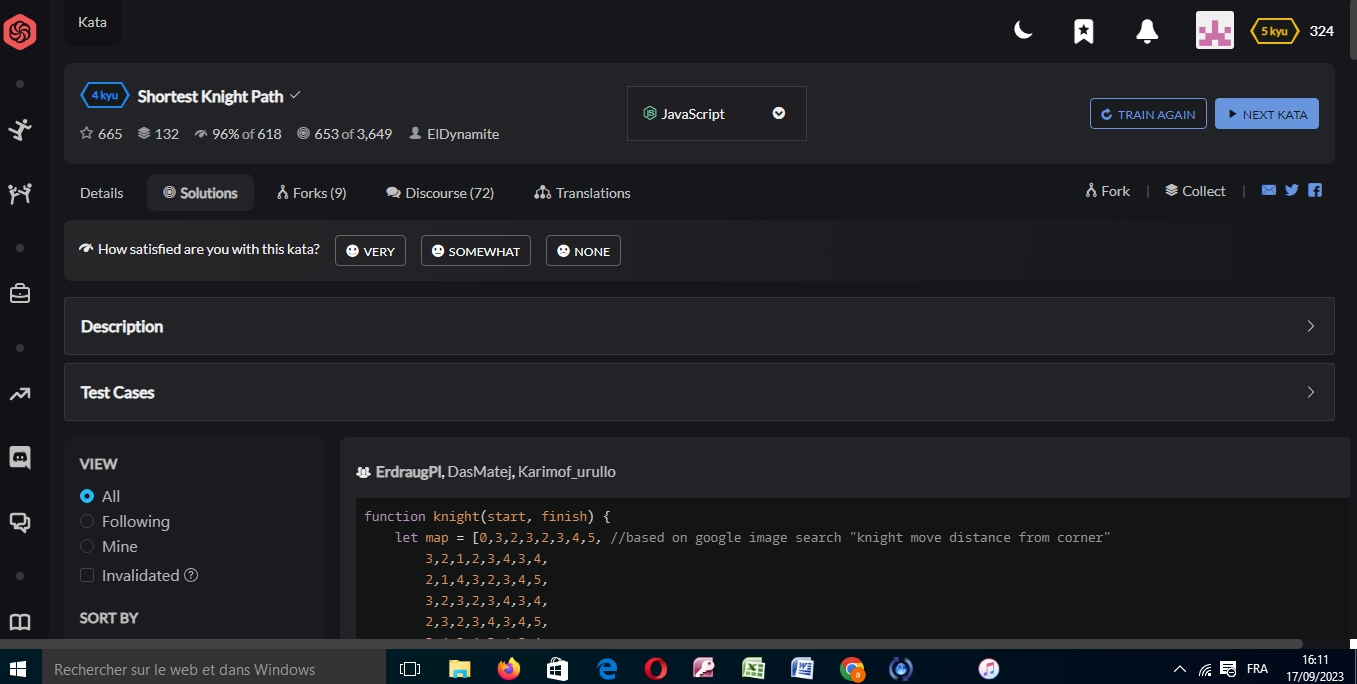 Kata
5 kyu 324
4 kyu Shortest Knight Path
JavaScript
TRAIN AGAIN
NEXT KATA
665 132 96% of 618 653 of 3,649 ElDynamite
Details Solutions Forks (9) Discourse (72) Translations
Fork | Collect |
How satisfied are you with this kata? VERY SOMEWHAT NONE
Description
Test Cases
VIEW
All
Following
Mine
Invalidated
SORT BY
ErdraugPl, DasMatej, Karimof_urullo
function knight(start, finish) {
let map = [0,3,2,3,2,3,4,5, //based on google image search "knight move distance from corner"
3,2,1,2,3,4,3,4,
2,1,4,3,2,3,4,5,
3,2,3,2,3,4,3,4,
2,3,2,3,4,3,4,5,
Rechercher sur le web et dans Windows
FRA
16:11
17/09/2023